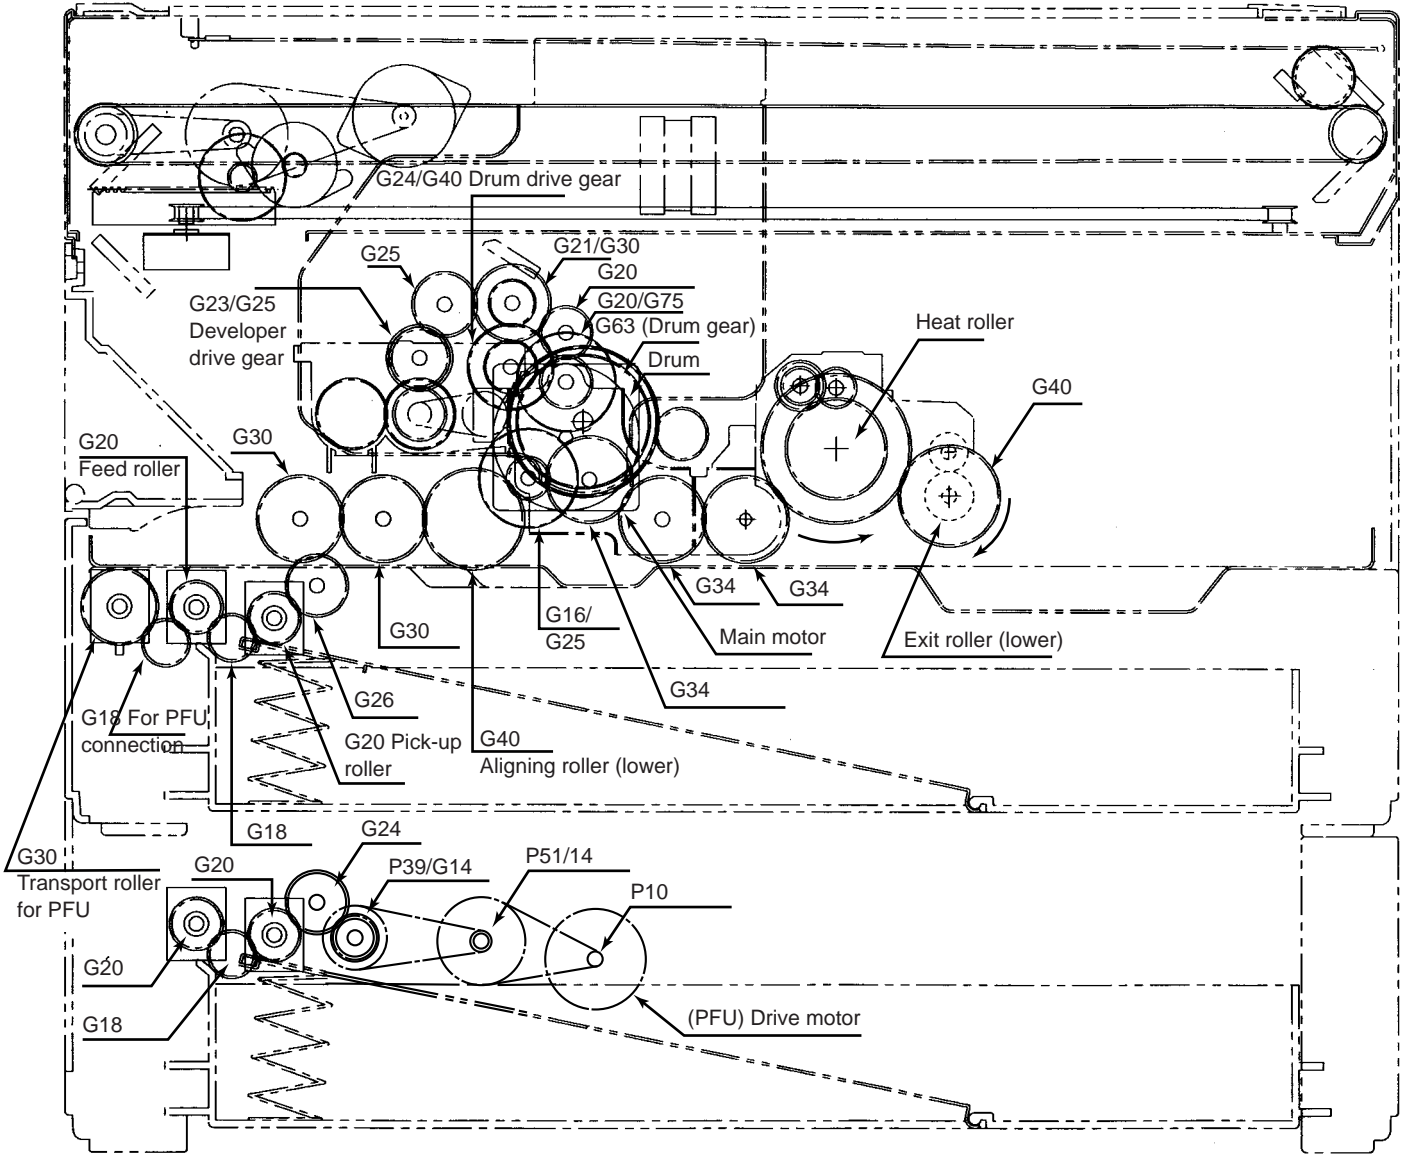 G24/G40 Drum drive gear
G21/G30
G25
G20
G20/G75
G23/G25
Developer
drive gear
G63 (Drum gear)
Heat roller
Drum
G40
G30
G20
Feed roller
G34
G34
G16/
G25
G30
Main motor
Exit roller (lower)
G34
G26
G18 For PFU
connection
G20 Pick-up
roller
G40
Aligning roller (lower)
G18
G24
G30
Transport roller
for PFU
G20
P39/G14
P51/14
P10
G20
G18
(PFU) Drive motor